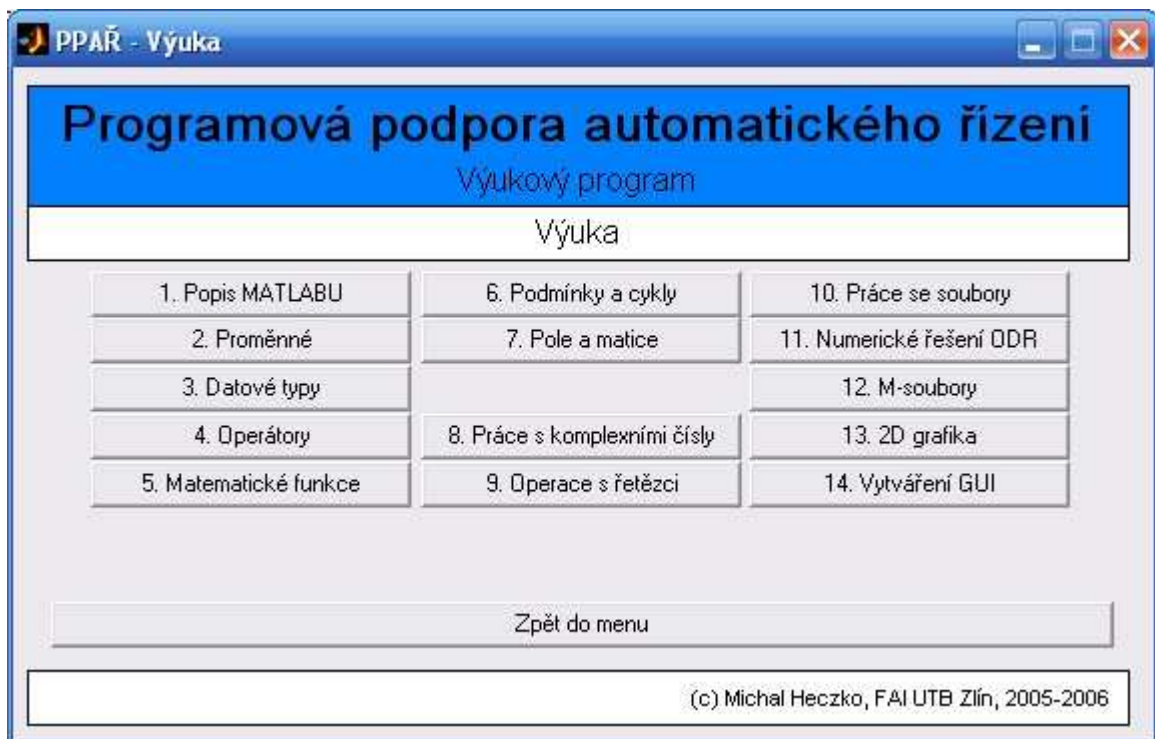 PPAŘ - Výuka
Programová podpora automatického řízení
Výukový program
Výuka
1. Popis MATLABU
2. Proměnné
3. Datové typy
4. Operátory
5. Matematické funkce
6. Podmínky a cykly
7. Pole a matice
8. Práce s komplexními čísly
9. Operace s řetězci
10. Práce se soubory
11. Numerické řešení ODR
12. M-soubory
13. 2D grafika
14. Vytváření GUI
Zpět do menu
(c) Michal Heczko, FAI UTB Zlín, 2005-2006